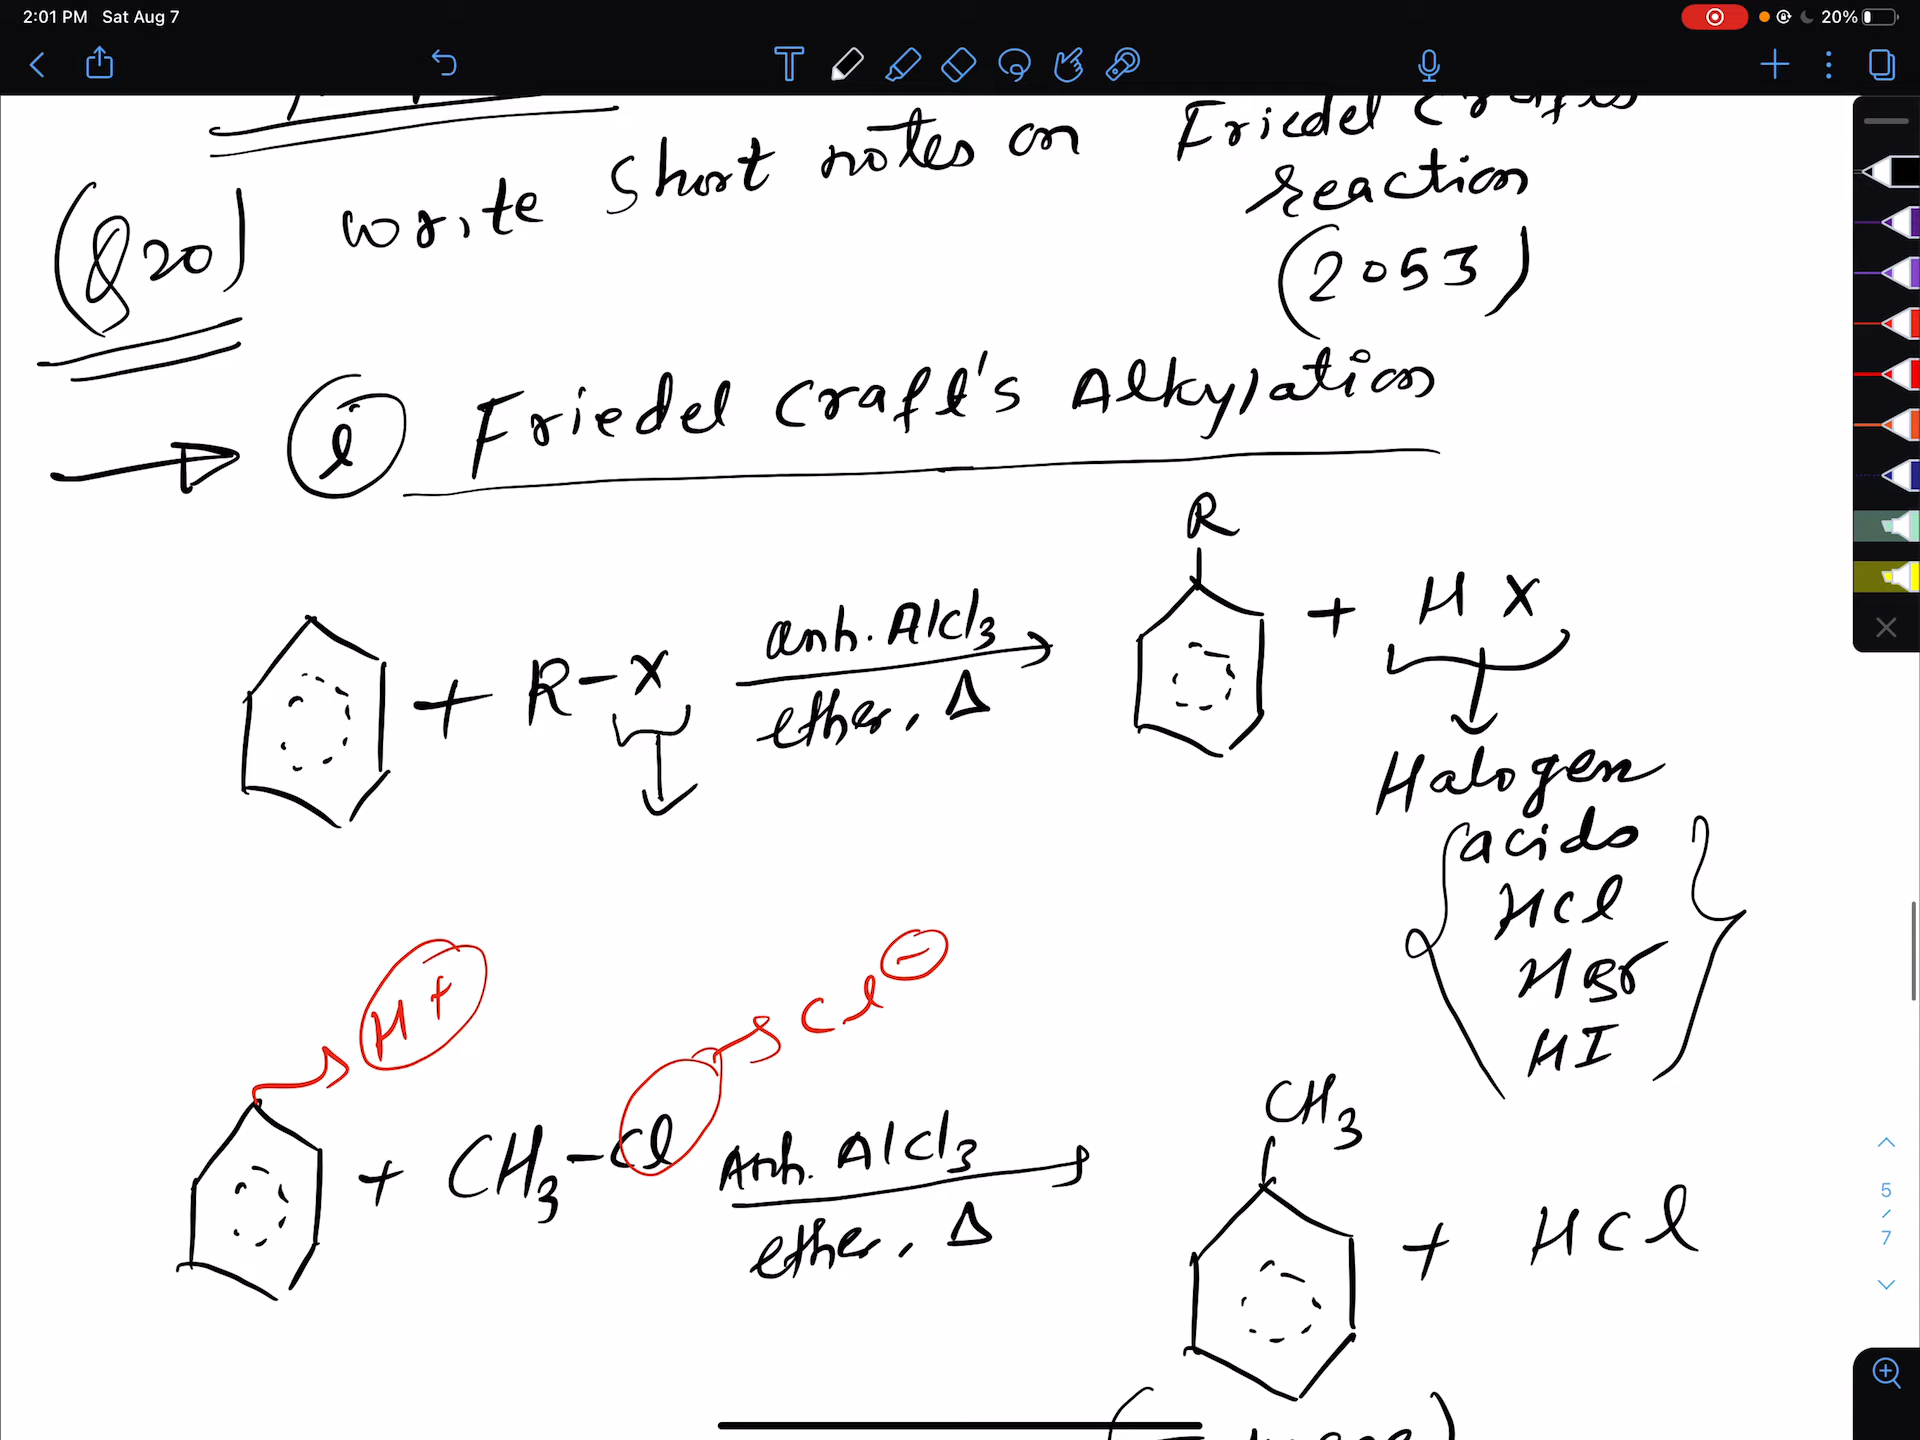 2:01 PM Sat Aug 7
20%
Friedel Crafts
(Q20) write short notes on reaction
(2053)
i Friedel Craft's Alkylation
R
+ R-X anh. AlCl3 + HX
ether, Δ
Halogen
acids
HCl
HBr
HI
H+
Cl-
CH3
+ CH3-Cl Anh. AlCl3 + HCl
ether, Δ
5
/
7